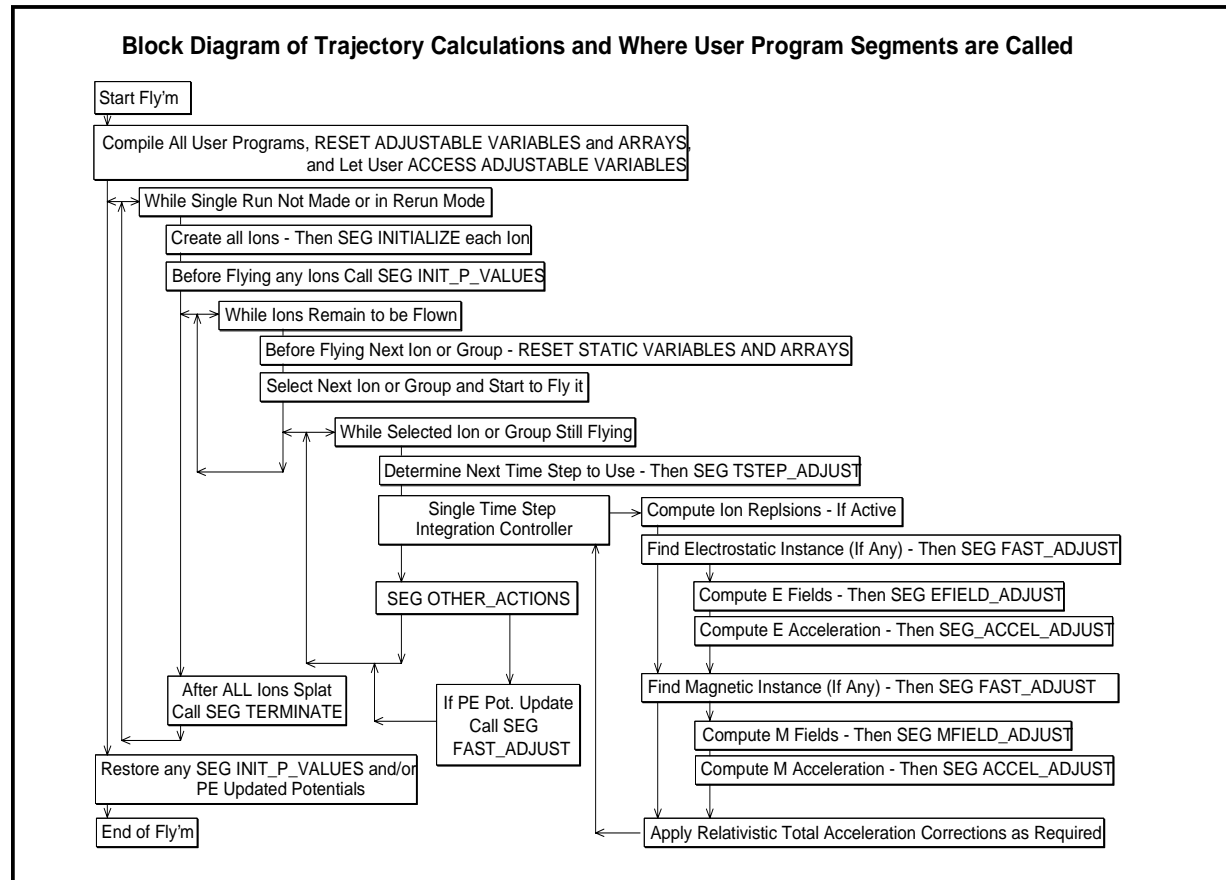 Block Diagram of Trajectory Calculations and Where User Program Segments are Called
Start Fly'm
Compile All User Programs, RESET ADJUSTABLE VARIABLES and ARRAYS,
and Let User ACCESS ADJUSTABLE VARIABLES
While Single Run Not Made or in Rerun Mode
Create all Ions - Then SEG INITIALIZE each Ion
Before Flying any Ions Call SEG INIT_P_VALUES
While Ions Remain to be Flown
Before Flying Next Ion or Group - RESET STATIC VARIABLES AND ARRAYS
Select Next Ion or Group and Start to Fly it
While Selected Ion or Group Still Flying
Determine Next Time Step to Use - Then SEG TSTEP_ADJUST
Single Time Step
Integration Controller
Compute Ion Replsions - If Active
Find Electrostatic Instance (If Any) - Then SEG FAST_ADJUST
Compute E Fields - Then SEG EFIELD_ADJUST
Compute E Acceleration - Then SEG_ACCEL_ADJUST
SEG OTHER_ACTIONS
Find Magnetic Instance (If Any) - Then SEG FAST_ADJUST
Compute M Fields - Then SEG MFIELD_ADJUST
Compute M Acceleration - Then SEG ACCEL_ADJUST
Apply Relativistic Total Acceleration Corrections as Required
If PE Pot. Update
Call SEG
FAST_ADJUST
After ALL Ions Splat
Call SEG TERMINATE
Restore any SEG INIT_P_VALUES and/or
PE Updated Potentials
End of Fly'm